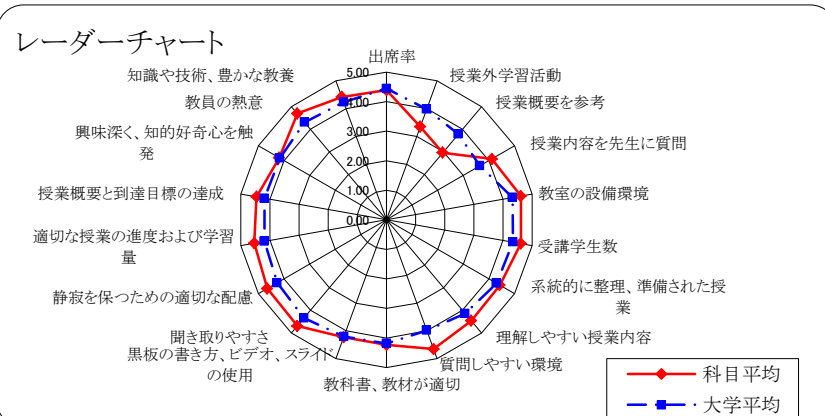 レーダーチャート
出席率
授業外学習活動
授業概要を参考
授業内容を先生に質問
教室の設備環境
受講学生数
系統的に整理、準備された授
業
理解しやすい授業内容
質問しやすい環境
教科書、教材が適切
黒板の書き方、ビデオ、スライド
の使用
聞き取りやすさ
静寂を保つための適切な配慮
適切な授業の進度および学習
量
授業概要と到達目標の達成
興味深く、知的好奇心を触
発
教員の熱意
知識や技術、豊かな教養
5.00
4.00
3.00
2.00
1.00
0.00
科目平均
大学平均